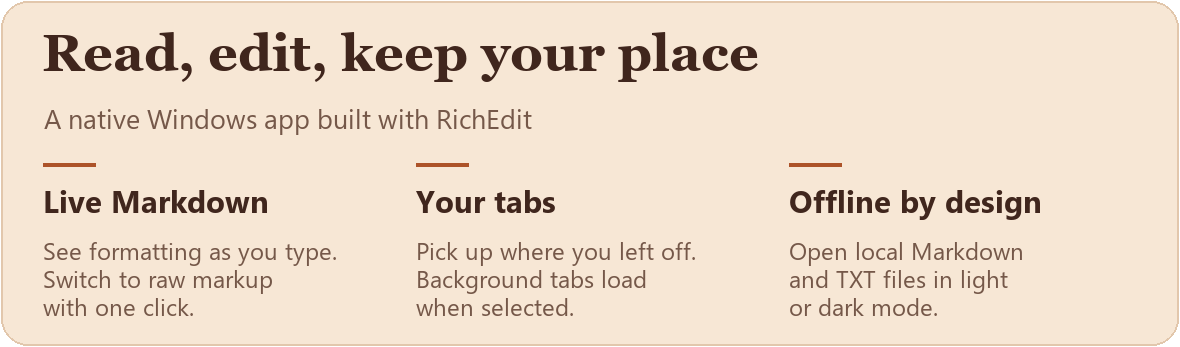 Read, edit, keep your place
A native Windows app built with RichEdit
Live Markdown
See formatting as you type.
Switch to raw markup
with one click.
Your tabs
Pick up where you left off.
Background tabs load
when selected.
Offline by design
Open local Markdown
and TXT files in light
or dark mode.